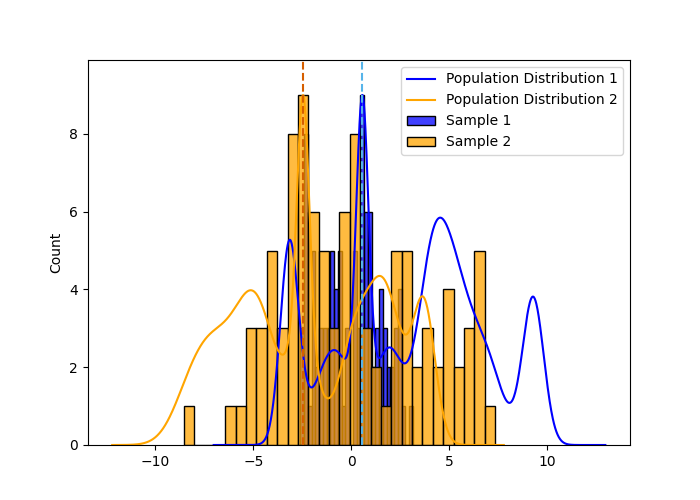 Population Distribution 1
Population Distribution 2
Sample 1
Sample 2
Count
8
6
4
2
0
−10
−5
0
5
10